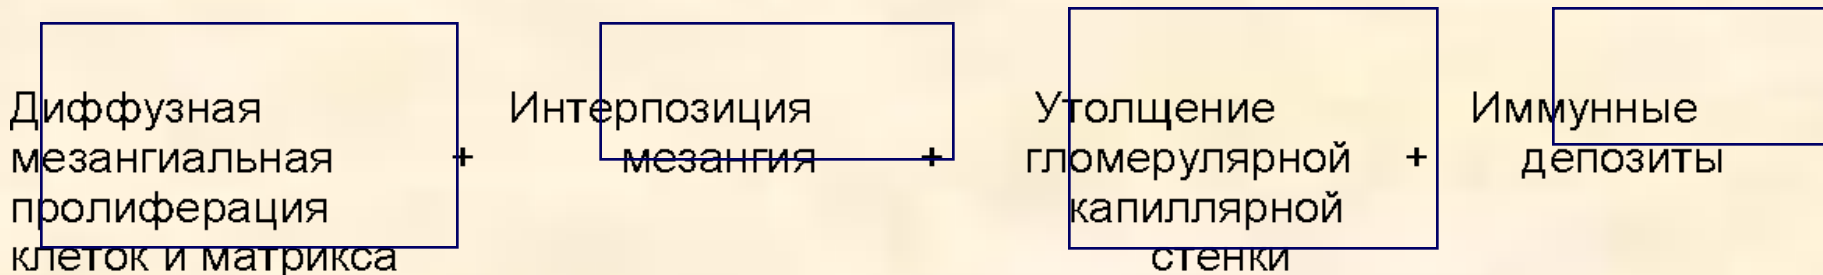 Диффузная Интерпозиция Утолщение Иммунные
мезангиальная + мезангия + гломерулярной + депозиты
пролиферация капиллярной
клеток и матрикса стенки